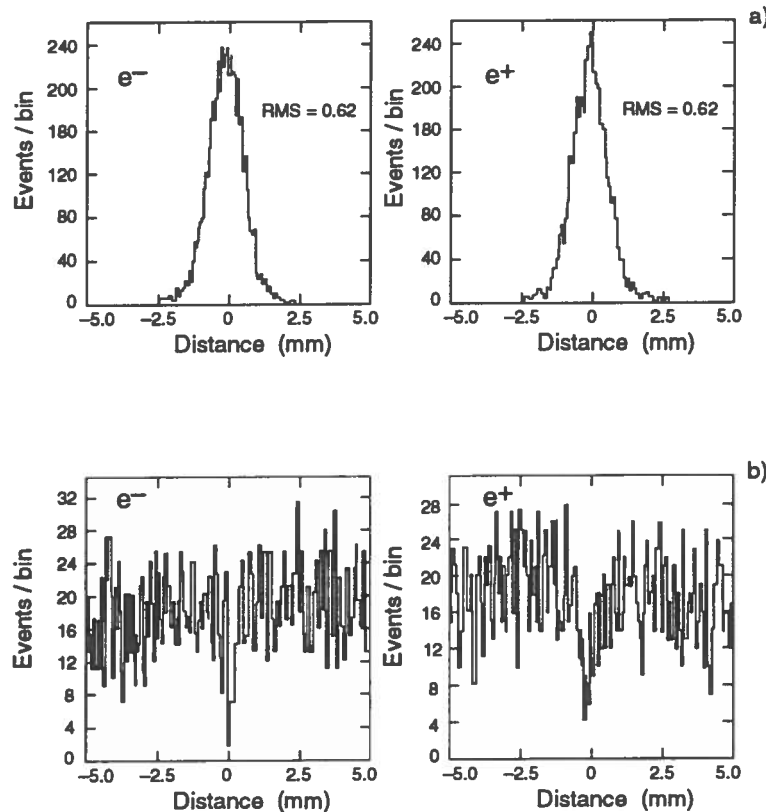 a)
e− e+
RMS = 0.62 RMS = 0.62
Events / bin Events / bin
240 240
200 200
160 160
120 120
80 80
40 40
0 0
−5.0 −2.5 0 2.5 5.0 −5.0 −2.5 0 2.5 5.0
Distance (mm) Distance (mm)
b)
e− e+
Events / bin Events / bin
32 28
28 24
24 20
20 16
16 12
12 8
8 4
4 0
0
−5.0 −2.5 0 2.5 5.0 −5.0 −2.5 0 2.5 5.0
Distance (mm) Distance (mm)